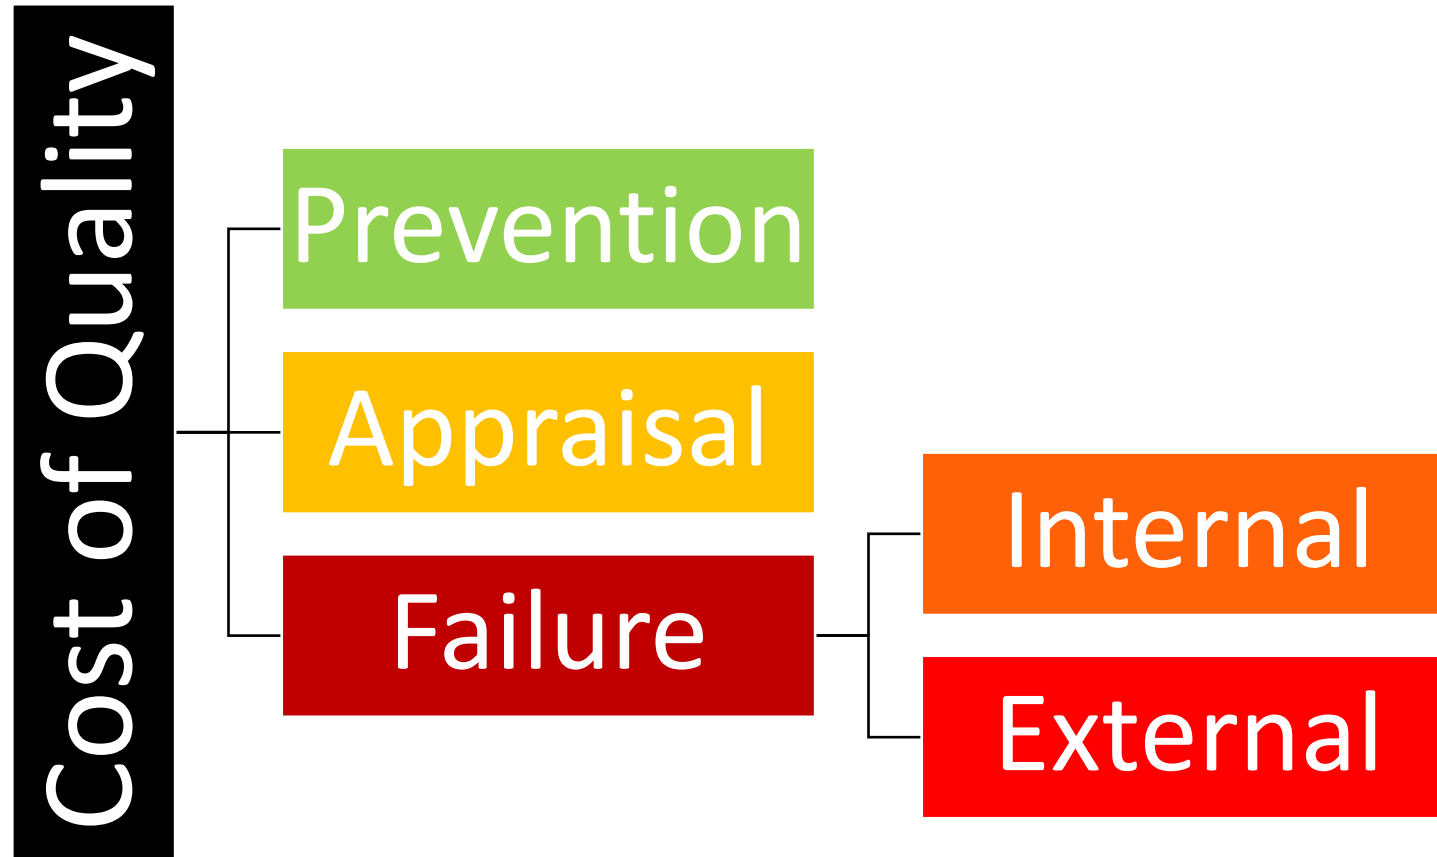 Cost of Quality
Prevention
Appraisal
Failure
Internal
External